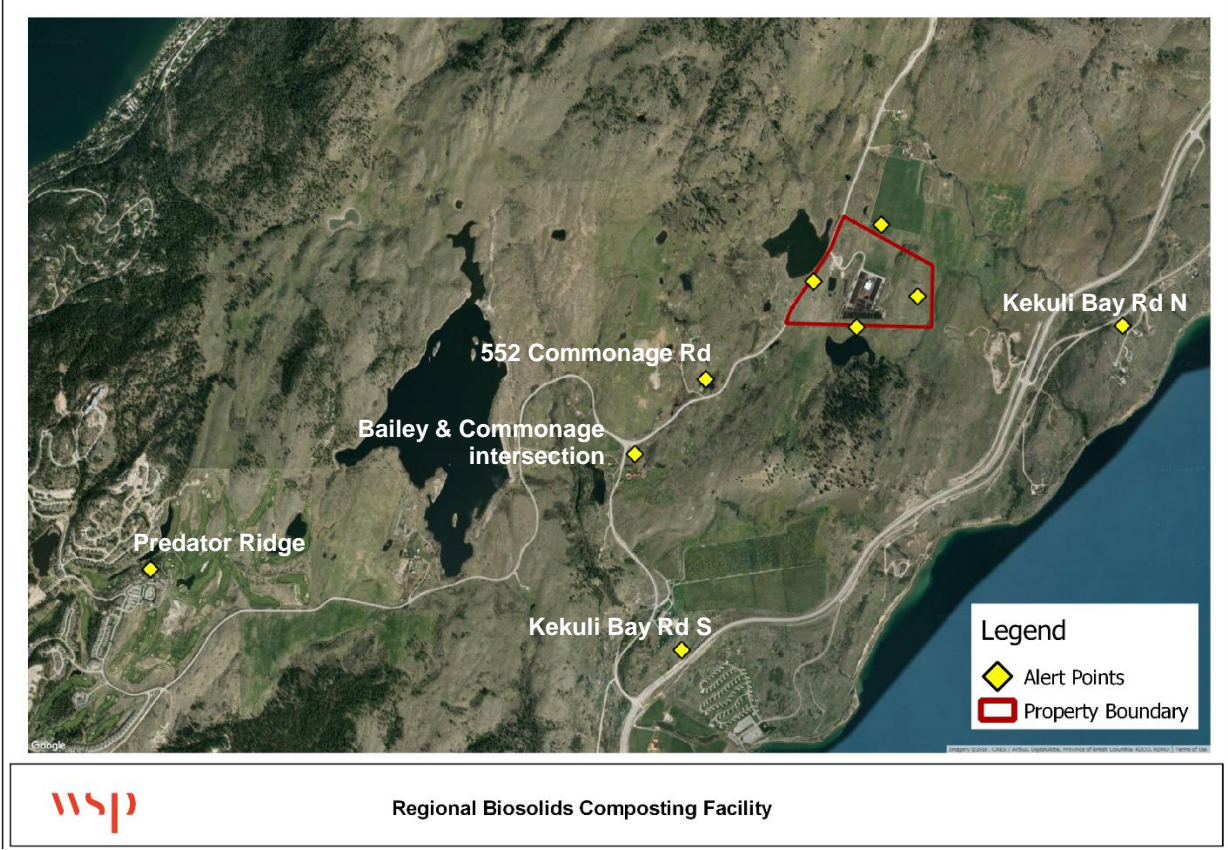 Kekuli Bay Rd N
552 Commonage Rd
Bailey & Commonage
intersection
Predator Ridge
Kekuli Bay Rd S
Legend
Alert Points
Property Boundary
Google
wsp
Regional Biosolids Composting Facility